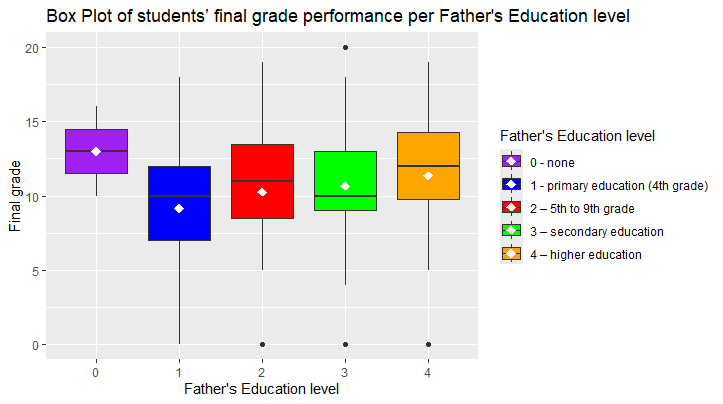 Box Plot of students’ final grade performance per Father's Education level
20
15
10
5
0
Final grade
0
1
2
3
4
Father's Education level
Father's Education level
0 - none
1 - primary education (4th grade)
2 – 5th to 9th grade
3 – secondary education
4 – higher education